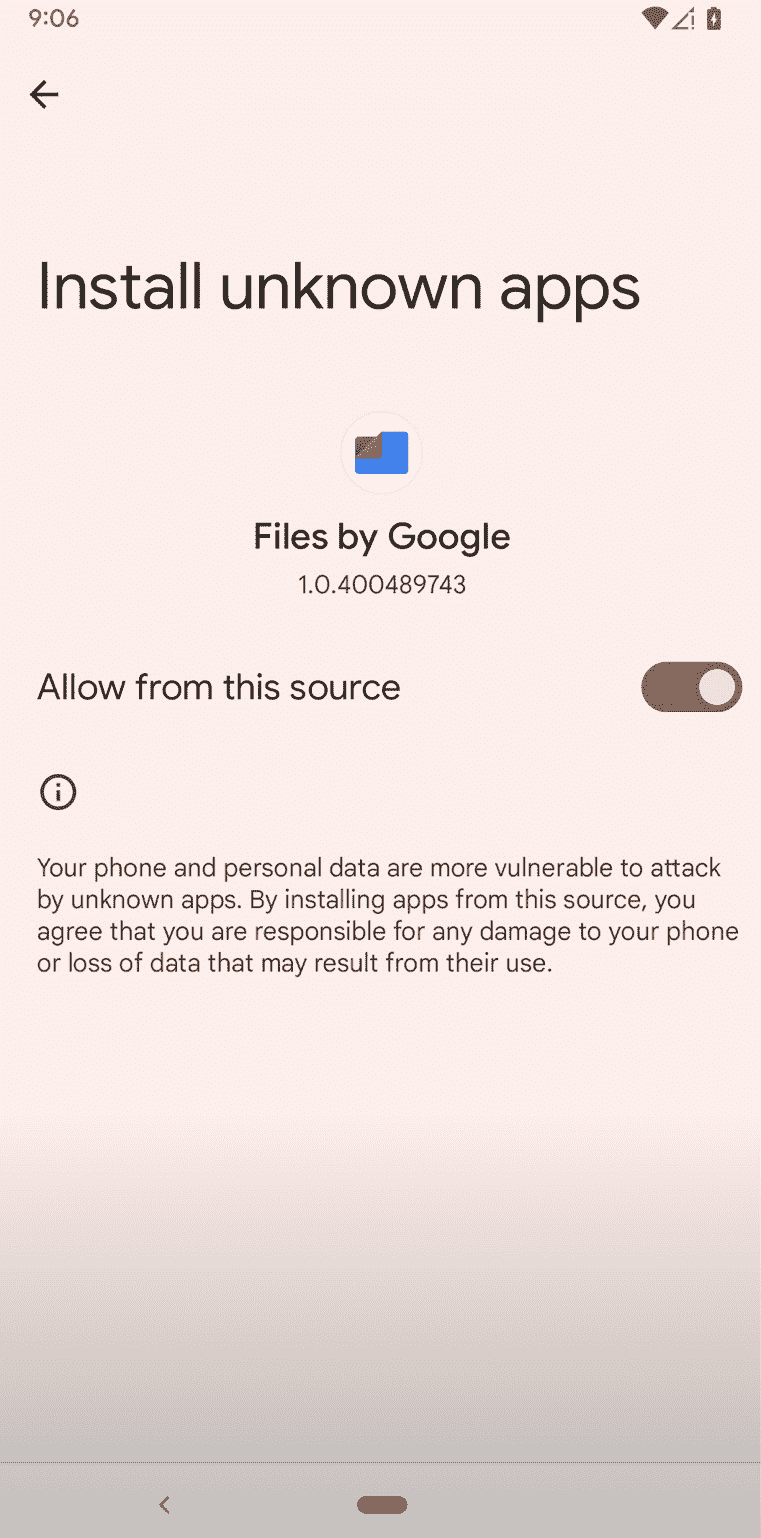 9:06
Install unknown apps
Files by Google
1.0.400489743
Allow from this source
Your phone and personal data are more vulnerable to attack
by unknown apps. By installing apps from this source, you
agree that you are responsible for any damage to your phone
or loss of data that may result from their use.